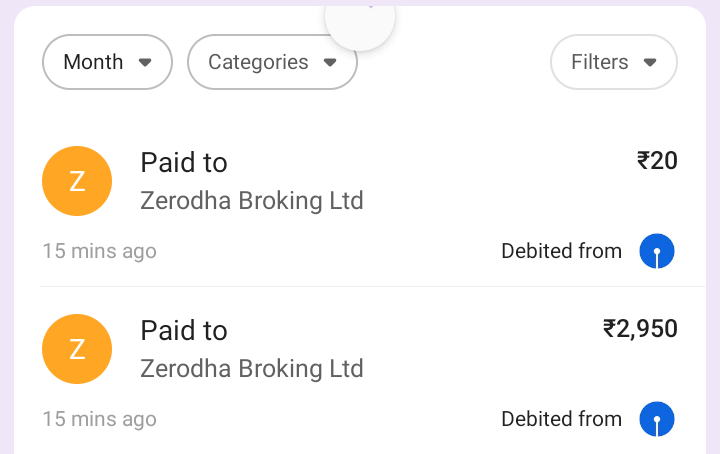 Month
Categories
Filters
Z
Paid to
₹20
Zerodha Broking Ltd
15 mins ago
Debited from
Z
Paid to
₹2,950
Zerodha Broking Ltd
15 mins ago
Debited from